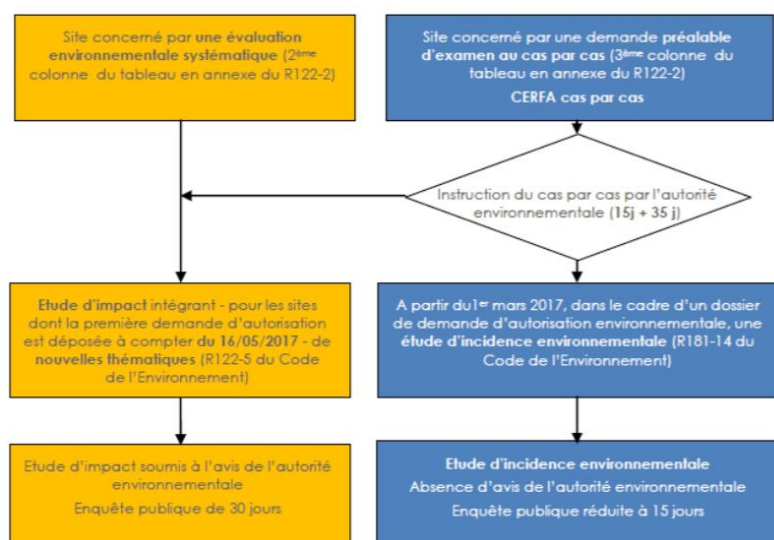 Site concerné par une évaluation
environnementale systématique (2ème
colonne du tableau en annexe du R122-2)
Site concerné par une demande préalable
d'examen au cas par cas (3ème colonne du
tableau en annexe du R122-2)
CERFA cas par cas
Instruction du cas par cas par l'autorité
environnementale (15j + 35 j)
Etude d'impact intégrant - pour les sites
dont la première demande d'autorisation
est déposée à compter du 16/05/2017 - de
nouvelles thématiques (R122-5 du Code
de l'Environnement)
A partir du1er mars 2017, dans le cadre d'un dossier
de demande d'autorisation environnementale, une
étude d'incidence environnementale (R181-14 du
Code de l'Environnement)
Etude d'impact soumis à l'avis de l'autorité
environnementale
Enquête publique de 30 jours
Etude d'incidence environnementale
Absence d'avis de l'autorité environnementale
Enquête publique réduite à 15 jours